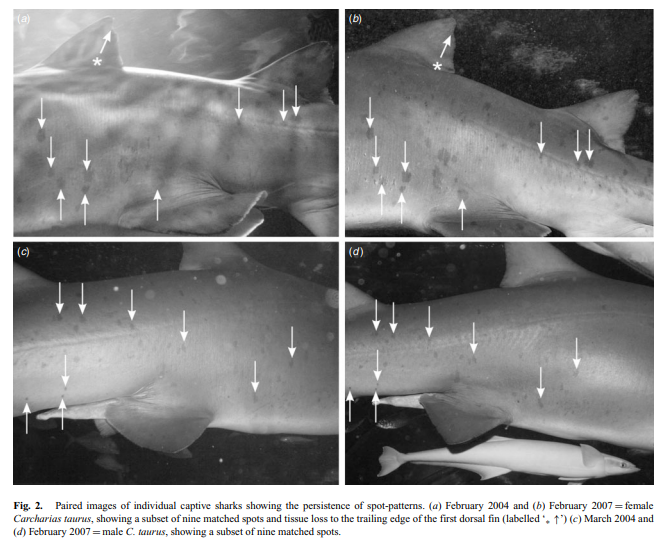 (a)
(b)
*
*
(c)
(d)
Fig. 2. Paired images of individual captive sharks showing the persistence of spot-patterns. (a) February 2004 and (b) February 2007 = female
Carcharias taurus, showing a subset of nine matched spots and tissue loss to the trailing edge of the first dorsal fin (labelled ‘* ↑’) (c) March 2004 and
(d) February 2007 = male C. taurus, showing a subset of nine matched spots.